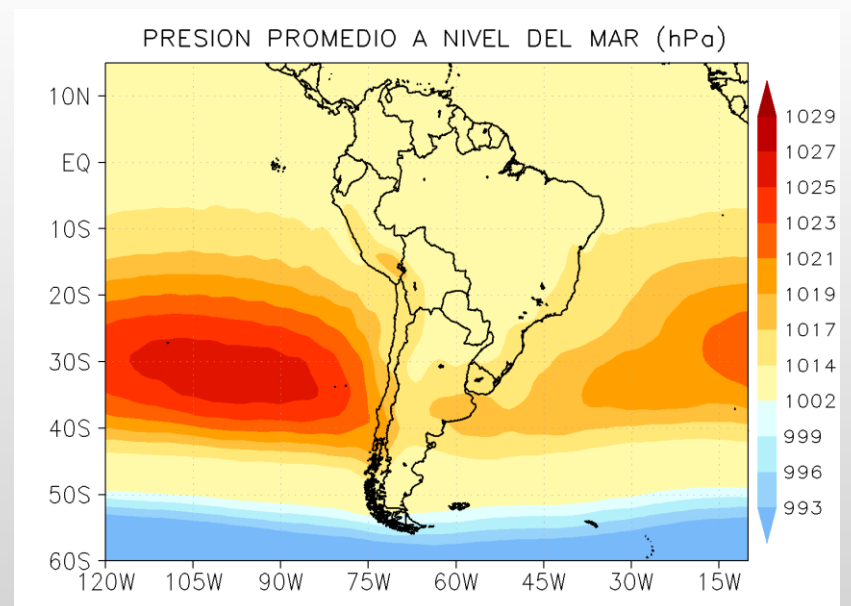 PRESION PROMEDIO A NIVEL DEL MAR (hPa)
10N
EQ
10S
20S
30S
40S
50S
60S
120W 105W 90W 75W 60W 45W 30W 15W
1029
1027
1025
1023
1021
1019
1017
1014
1002
999
996
993